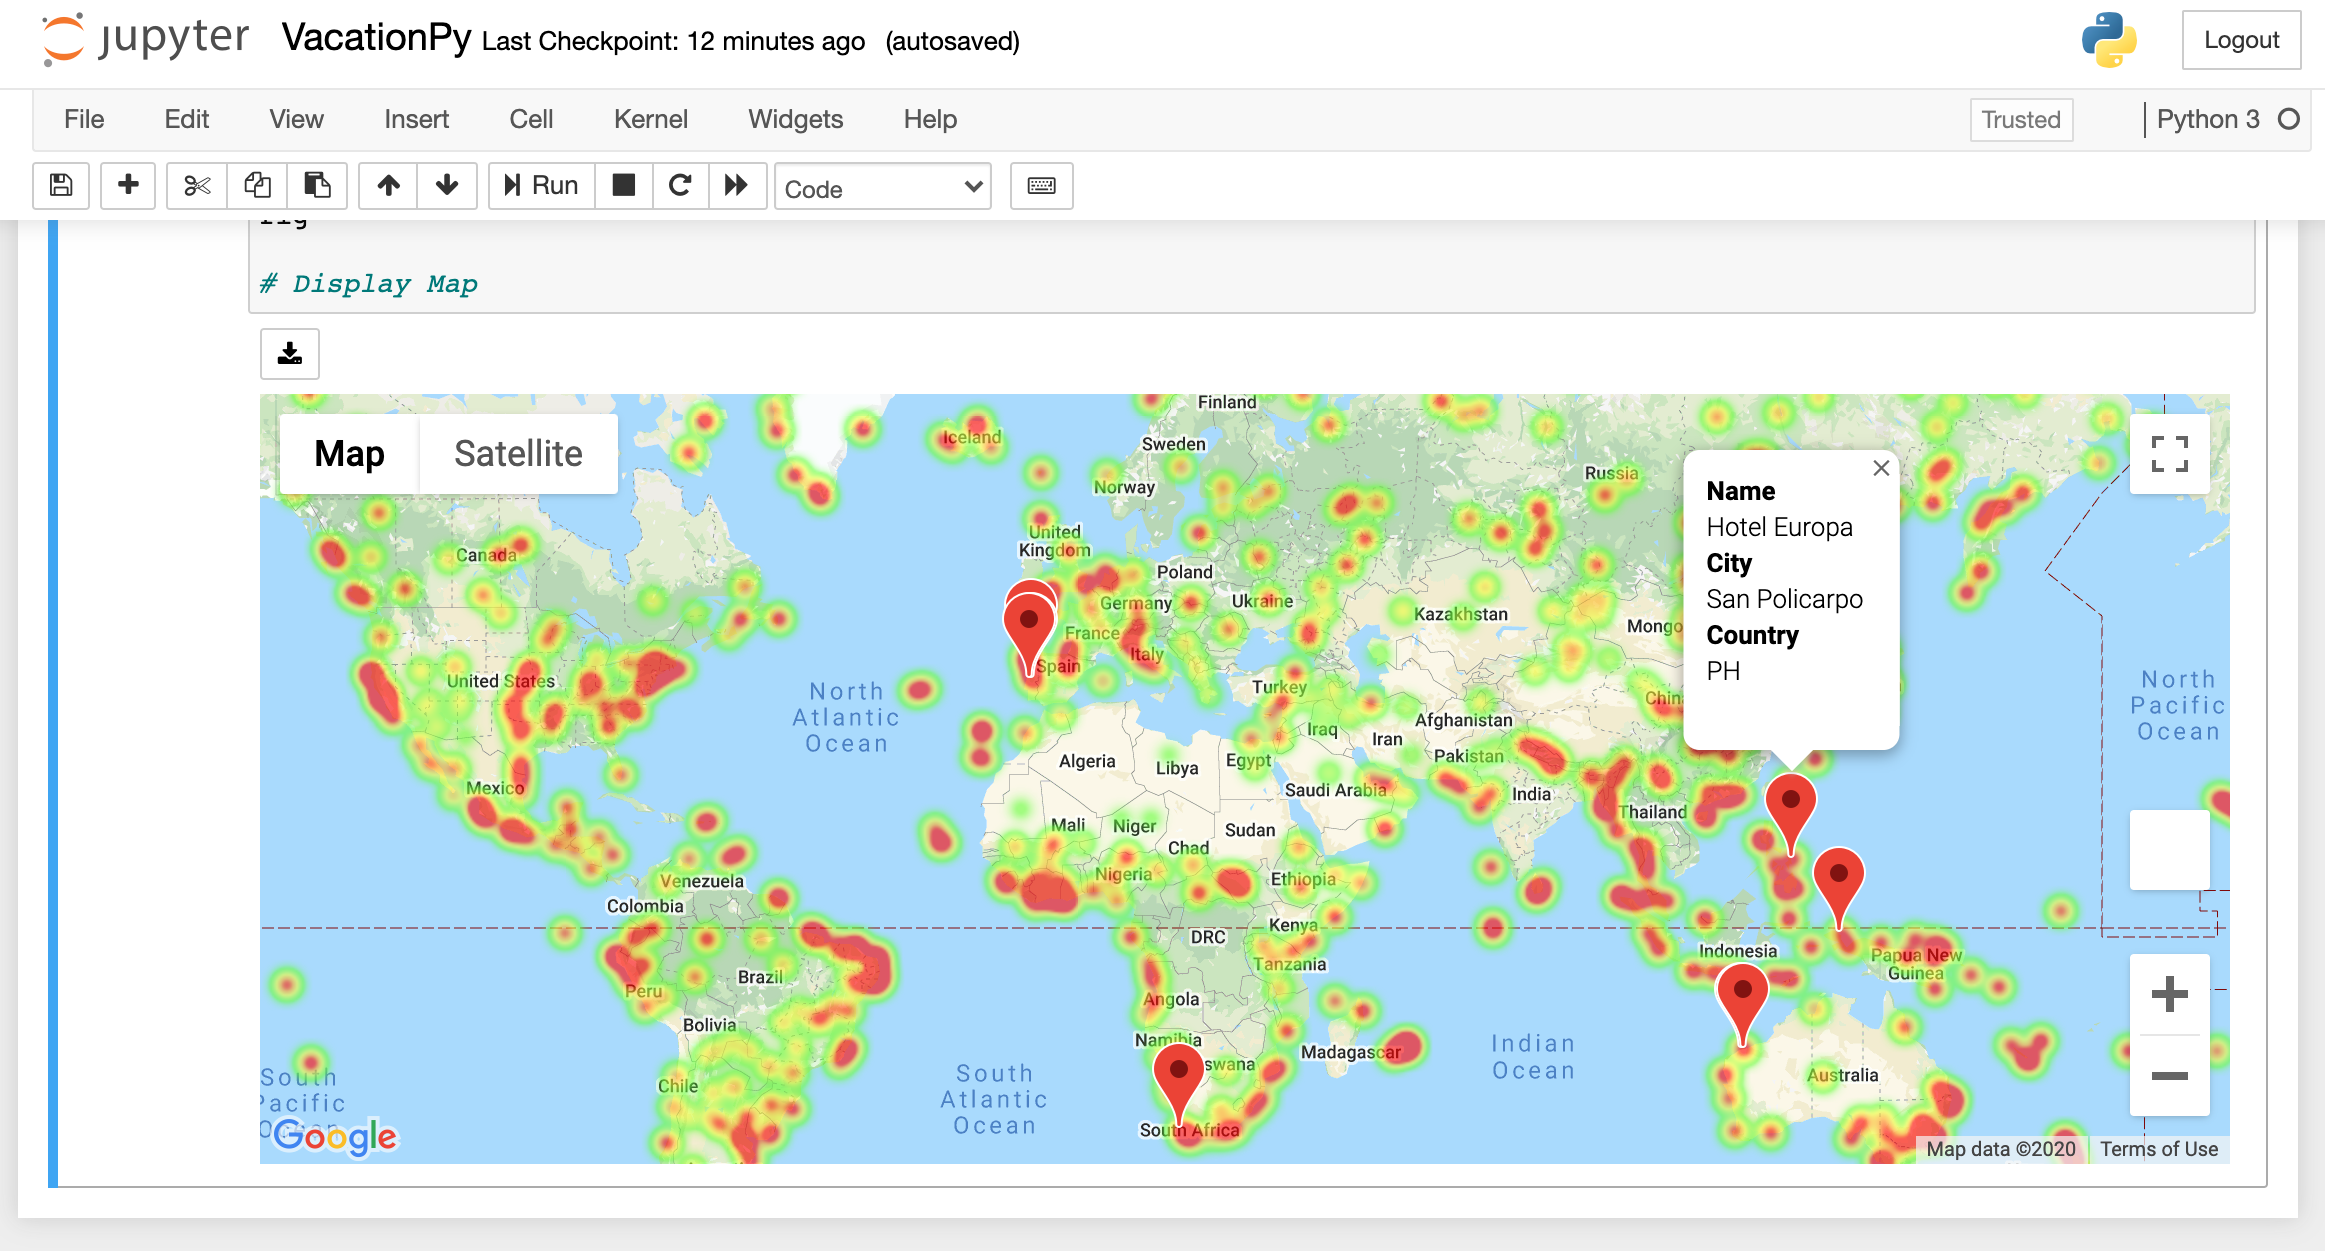 jupyter VacationPy Last Checkpoint: 12 minutes ago (autosaved)
Logout
File Edit View Insert Cell Kernel Widgets Help
Trusted
Python 3
Run
Code
fig
# Display Map
Map Satellite
Finland
Iceland
Sweden
Norway
Russia
United
Kingdom
Canada
Poland
Germany
Ukraine
Kazakhstan
France
Mongo
Italy
Spain
United States
Turkey
Chin
North
Atlantic
Ocean
Afghanistan
Iraq
Iran
Algeria
Libya
Egypt
Pakistan
Mexico
Saudi Arabia
India
Thailand
Mali
Niger
Sudan
Chad
Nigeria
Ethiopia
Venezuela
Colombia
Kenya
DRC
Indonesia
Papua New
Guinea
Tanzania
Brazil
Peru
Angola
Bolivia
Namibia
swana
Madagascar
Indian
Ocean
Chile
Australia
South
Pacific
Ocean
South
Atlantic
Ocean
South Africa
North
Pacific
Ocean
Name
Hotel Europa
City
San Policarpo
Country
PH
Google
Map data ©2020 Terms of Use